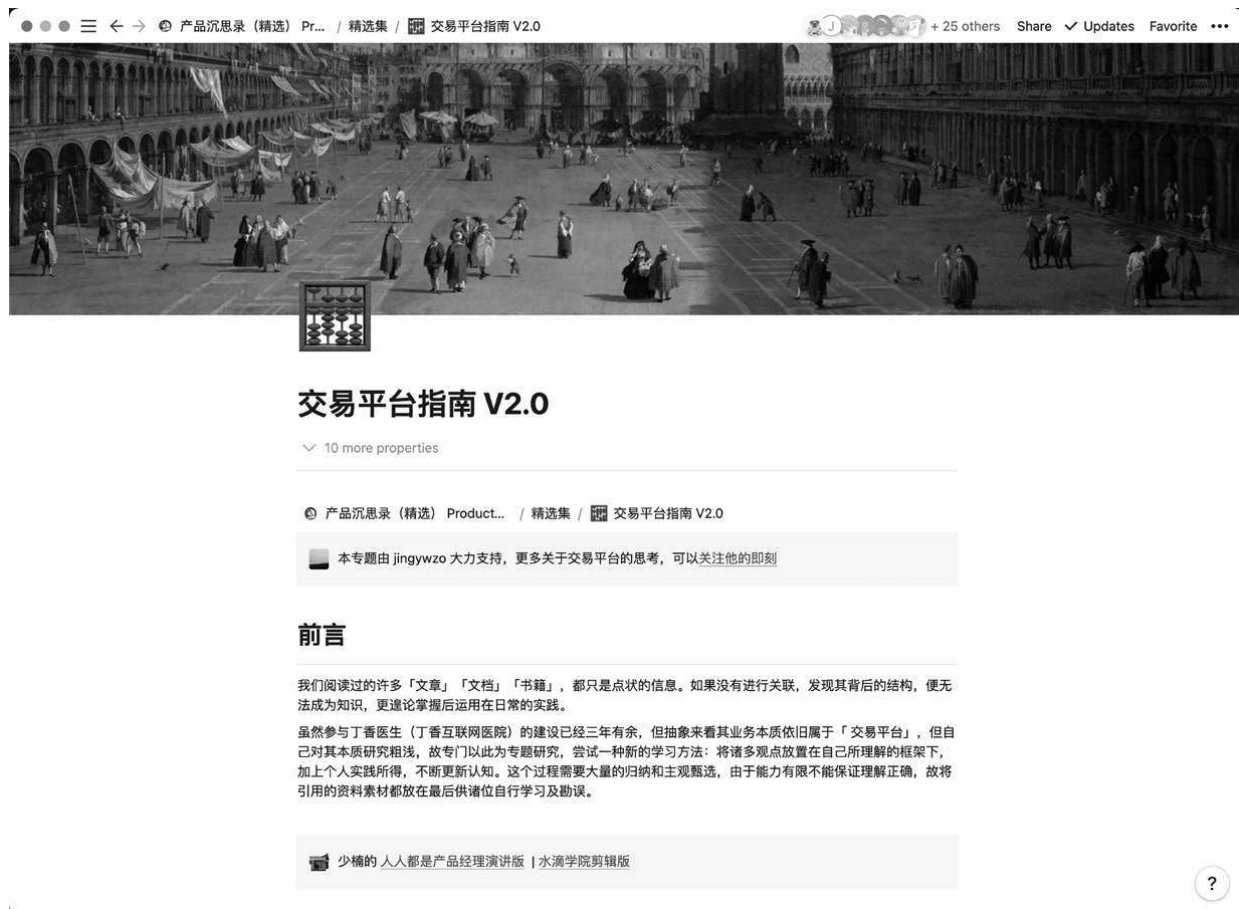 产品沉思录（精选） Pr... / 精选集 / 交易平台指南 V2.0
J + 25 others Share ✓ Updates Favorite •••
交易平台指南 V2.0
10 more properties
产品沉思录（精选） Product... / 精选集 / 交易平台指南 V2.0
本专题由 jingywzo 大力支持，更多关于交易平台的思考，可以关注他的即刻
前言
我们阅读过的许多「文章」「文档」「书籍」，都只是点状的信息。如果没有进行关联，发现其背后的结构，便无
法成为知识，更遑论掌握后运用在日常的实践。
虽然参与丁香医生（丁香互联网医院）的建设已经三年有余，但抽象来看其业务本质依旧属于「 交易平台」，但自
己对其本质研究粗浅，故专门以此为专题研究，尝试一种新的学习方法：将诸多观点放置在自己所理解的框架下，
加上个人实践所得，不断更新认知。这个过程需要大量的归纳和主观甄选，由于能力有限不能保证理解正确，故将
引用的资料素材都放在最后供诸位自行学习及勘误。
少楠的 人人都是产品经理演讲版 | 水滴学院剪辑版
?